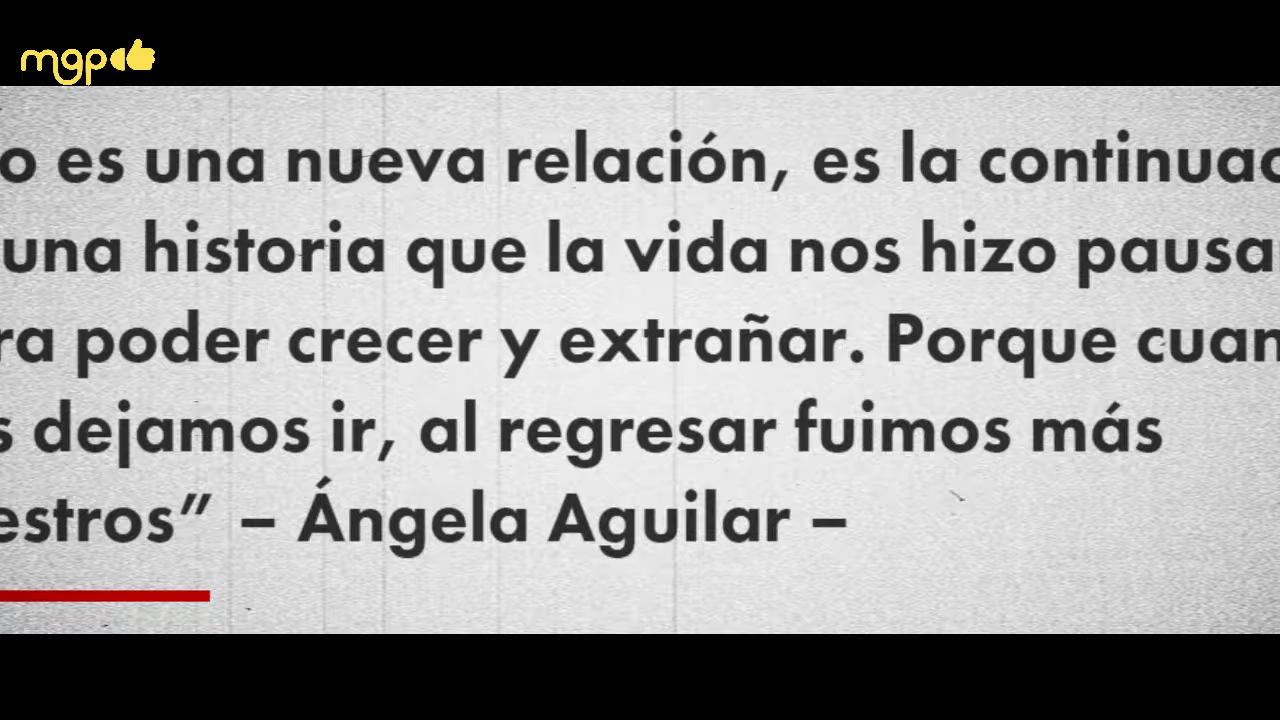 mgp
o es una nueva relación, es la continuac
una historia que la vida nos hizo pausa
ra poder crecer y extrañar. Porque cuan
s dejamos ir, al regresar fuimos más
estros” – Ángela Aguilar –